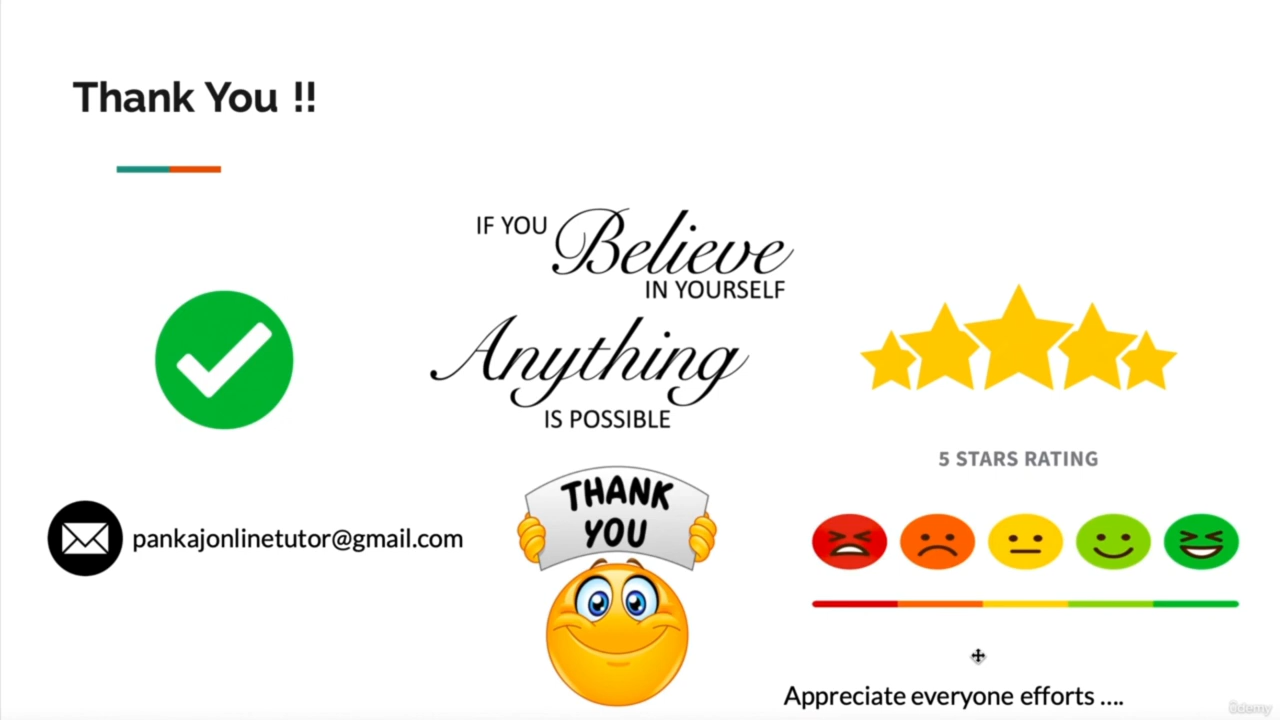 Thank You !!
IF YOU Believe
IN YOURSELF
Anything
IS POSSIBLE
5 STARS RATING
THANK
YOU
pankajonlinetutor@gmail.com
Appreciate everyone efforts ....
ûdemy